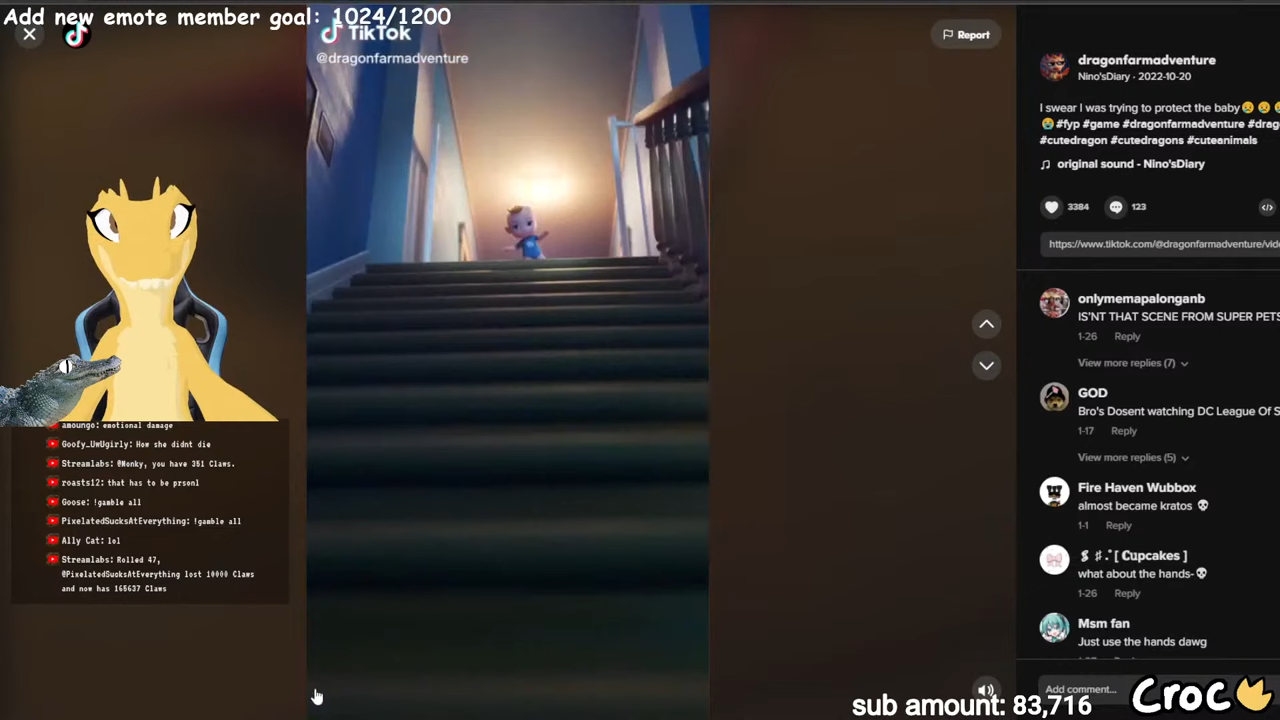 Add new emote member goal: 1024/1200
TikTok
@dragonfarmadventure
Report
dragonfarmadventure
Nino'sDiary · 2022-10-20
I swear I was trying to protect the baby😢😢
😭#fyp #game #dragonfarmadventure #drag
#cutedragon #cutedragons #cuteanimals
original sound - Nino'sDiary
3384
123
https://www.tiktok.com/@dragonfarmadventure/vide
onlymemapalonganb
IS'NT THAT SCENE FROM SUPER PETS
1-26 Reply
View more replies (7)
GOD
Bro's Dosent watching DC League Of S
1-17 Reply
View more replies (5)
Fire Haven Wubbox
almost became kratos 💀
1-1 Reply
[ Cupcakes ]
what about the hands-💀
1-26 Reply
Msm fan
Just use the hands dawg
Add comment...
amoungo: emotional damage
Goofy_UwUgirly: How she didnt die
Streamlabs: @Wonky, you have 351 Claws.
roasts12: that has to be prsonl
Goose: !gamble all
PixelatedSucksAtEverything: !gamble all
Ally Cat: lol
Streamlabs: Rolled 47,
@PixelatedSucksAtEverything lost 10000 Claws
and now has 165637 Claws
sub amount: 83,716
Croc